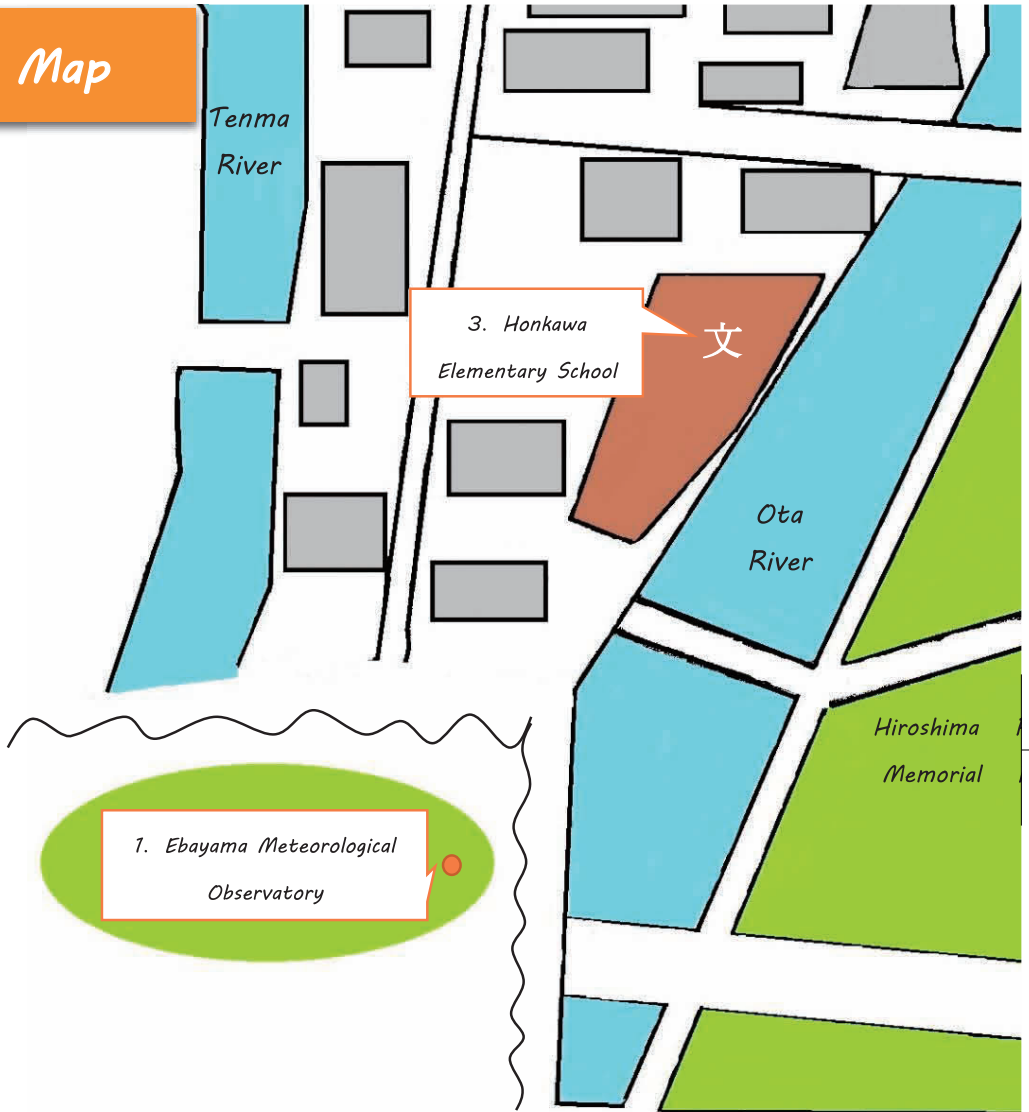 Map
Tenma
River
3. Honkawa
Elementary School
文
Ota
River
Hiroshima
Memorial
1. Ebayama Meteorological
Observatory